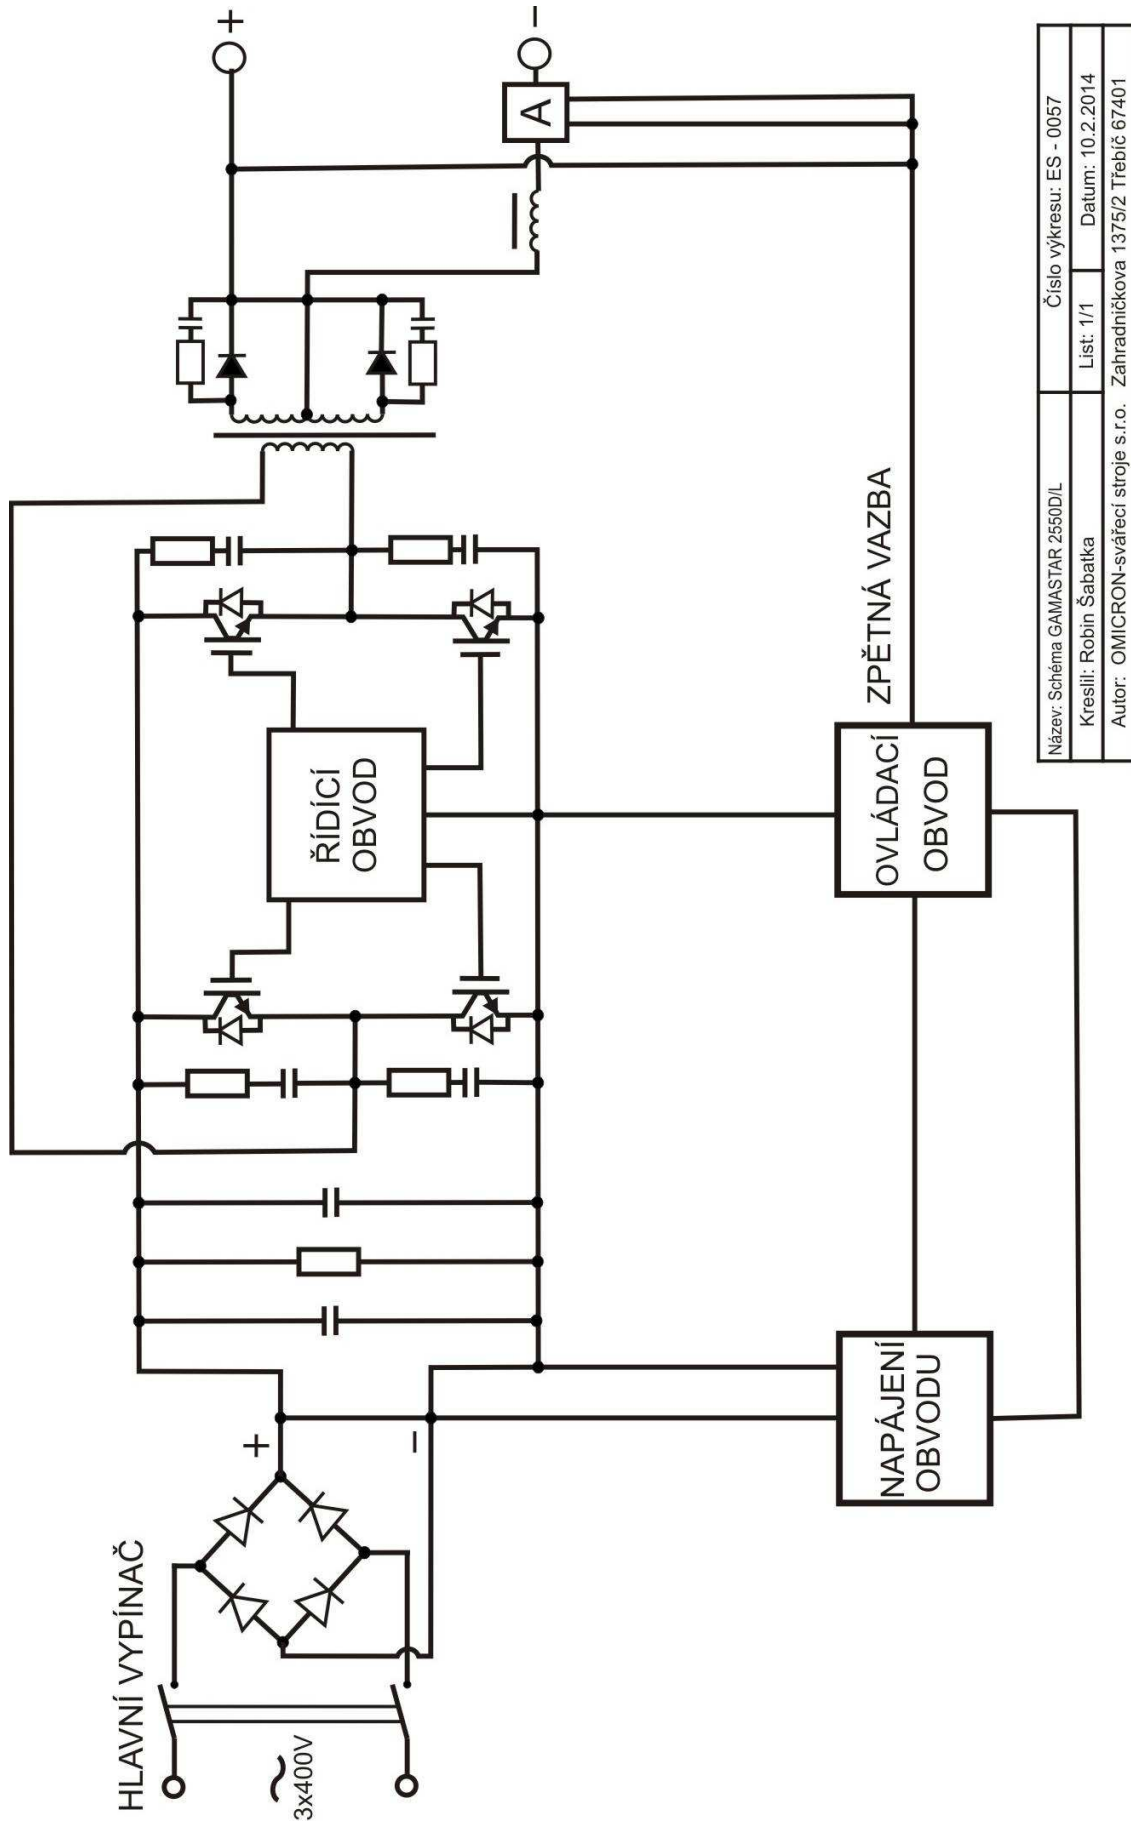 HLAVNÍ VYPÍNAČ
3x400V
+
−
ŘÍDÍCÍ
OBVOD
+
−
A
ZPĚTNÁ VAZBA
NAPÁJENÍ
OBVODU
OVLÁDACÍ
OBVOD
Název: Schéma GAMASTAR 2550D/L
Číslo výkresu: ES - 0057
Kreslil: Robin Šabatka
List: 1/1
Datum: 10.2.2014
Autor: OMICRON-svářecí stroje s.r.o. Zahradníčkova 1375/2 Třebíč 67401